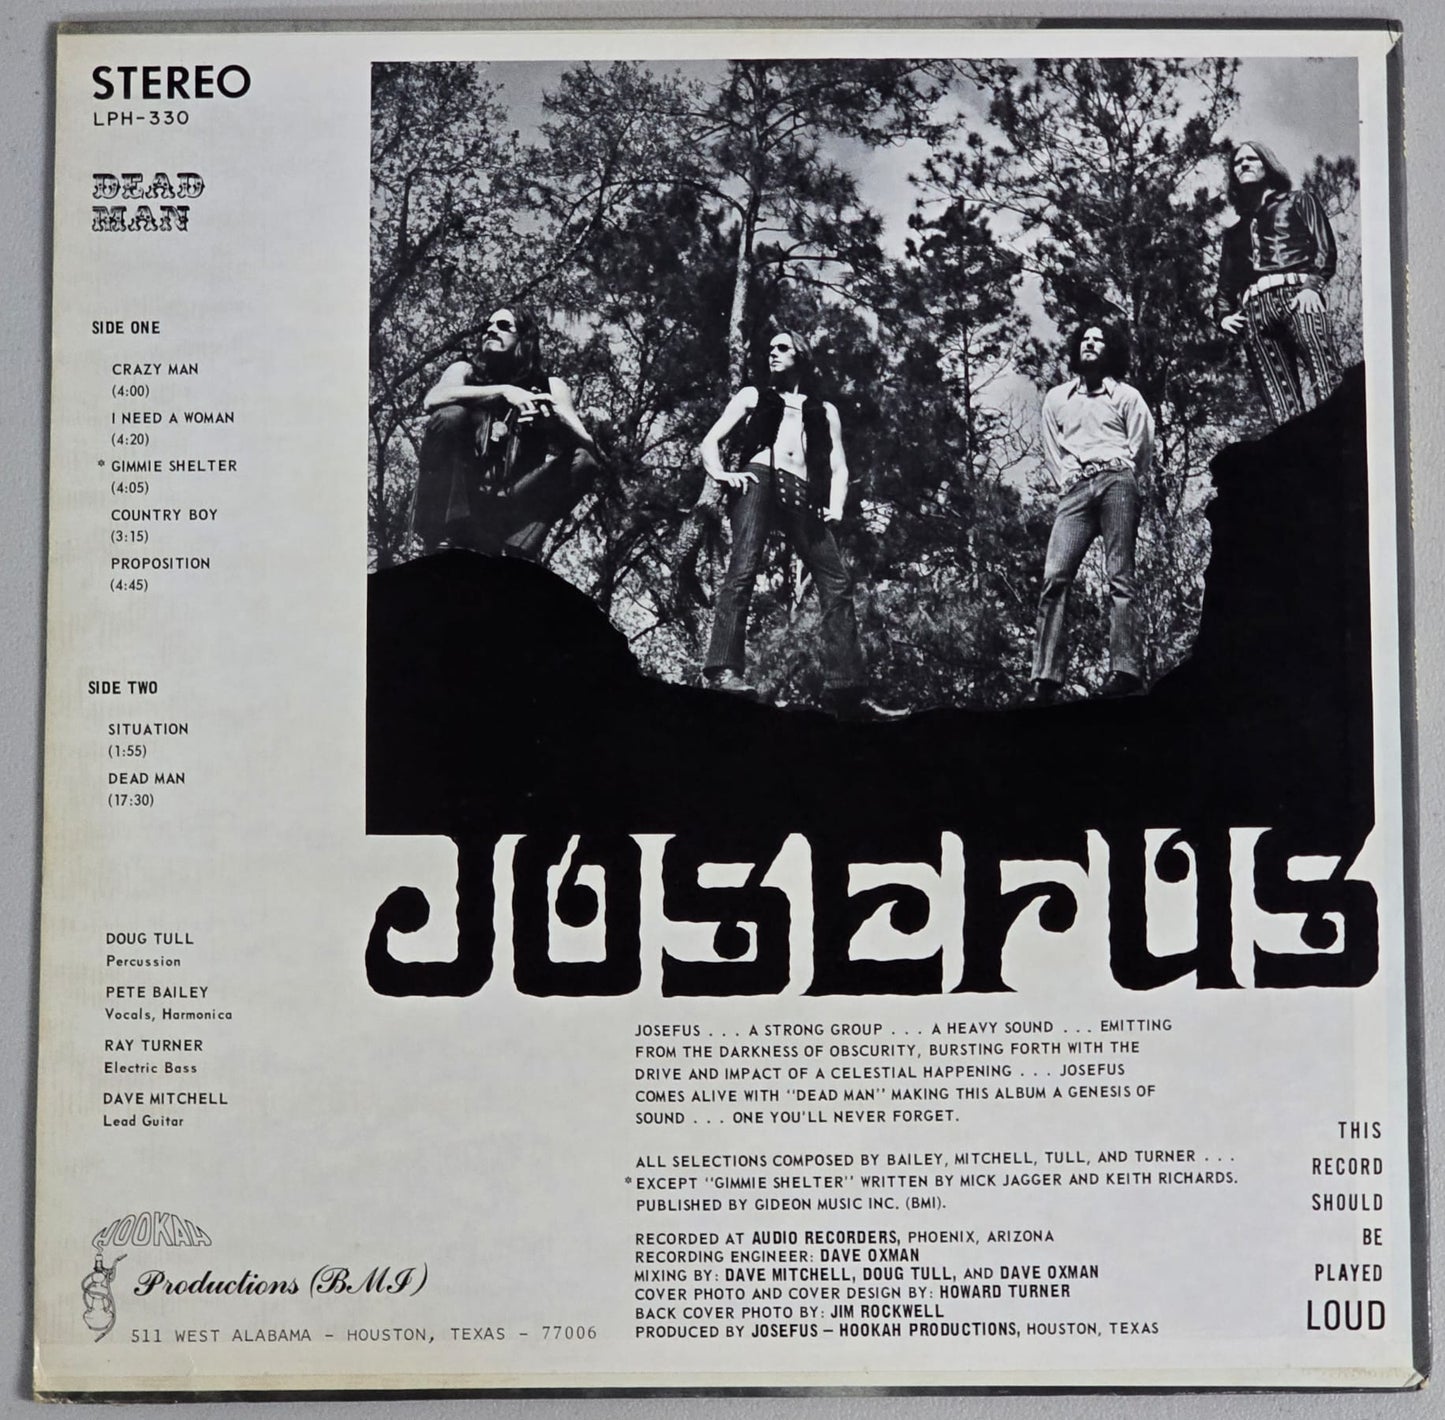 STEREO
LPH-330
DEAD
MAN
SIDE ONE
CRAZY MAN
(4:00)
I NEED A WOMAN
(4:20)
* GIMMIE SHELTER
(4:05)
COUNTRY BOY
(3:15)
PROPOSITION
(4:45)
SIDE TWO
SITUATION
(1:55)
DEAD MAN
(17:30)
DOUG TULL
Percussion
PETE BAILEY
Vocals, Harmonica
RAY TURNER
Electric Bass
DAVE MITCHELL
Lead Guitar
HOOKAH
Productions (BMI)
511 WEST ALABAMA - HOUSTON, TEXAS - 77006
JOSEFUS
JOSEFUS . . . A STRONG GROUP . . . A HEAVY SOUND . . . EMITTING
FROM THE DARKNESS OF OBSCURITY, BURSTING FORTH WITH THE
DRIVE AND IMPACT OF A CELESTIAL HAPPENING . . . JOSEFUS
COMES ALIVE WITH "DEAD MAN" MAKING THIS ALBUM A GENESIS OF
SOUND . . . ONE YOU'LL NEVER FORGET.
ALL SELECTIONS COMPOSED BY BAILEY, MITCHELL, TULL, AND TURNER . . .
* EXCEPT "GIMMIE SHELTER" WRITTEN BY MICK JAGGER AND KEITH RICHARDS.
PUBLISHED BY GIDEON MUSIC INC. (BMI).
RECORDED AT AUDIO RECORDERS, PHOENIX, ARIZONA
RECORDING ENGINEER: DAVE OXMAN
MIXING BY: DAVE MITCHELL, DOUG TULL, AND DAVE OXMAN
COVER PHOTO AND COVER DESIGN BY: HOWARD TURNER
BACK COVER PHOTO BY: JIM ROCKWELL
PRODUCED BY JOSEFUS – HOOKAH PRODUCTIONS, HOUSTON, TEXAS
THIS
RECORD
SHOULD
BE
PLAYED
LOUD